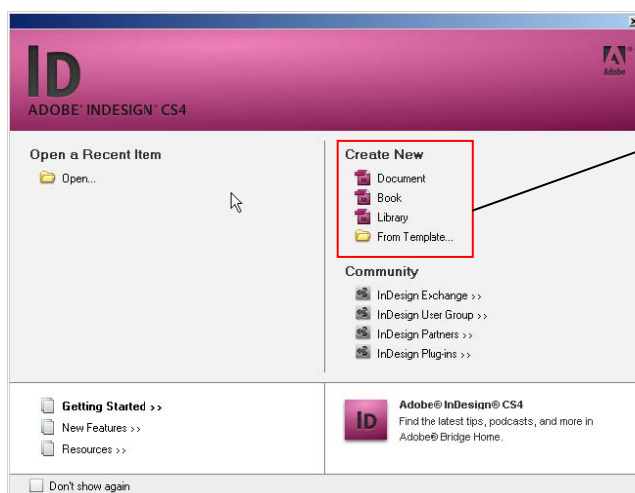 ID
ADOBE® INDESIGN® CS4
Adobe
Open a Recent Item
Open...
Create New
Document
Book
Library
From Template...
Community
InDesign Exchange >>
InDesign User Group >>
InDesign Partners >>
InDesign Plug-ins >>
Getting Started >>
New Features >>
Resources >>
ID
Adobe® InDesign® CS4
Find the latest tips, podcasts, and more in
Adobe® Bridge Home.
Don't show again